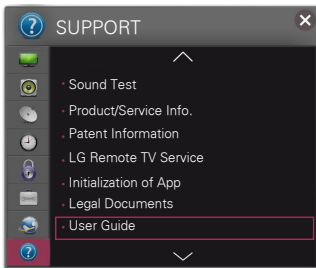 SUPPORT
Sound Test
Product/Service Info.
Patent Information
LG Remote TV Service
Initialization of App
Legal Documents
User Guide